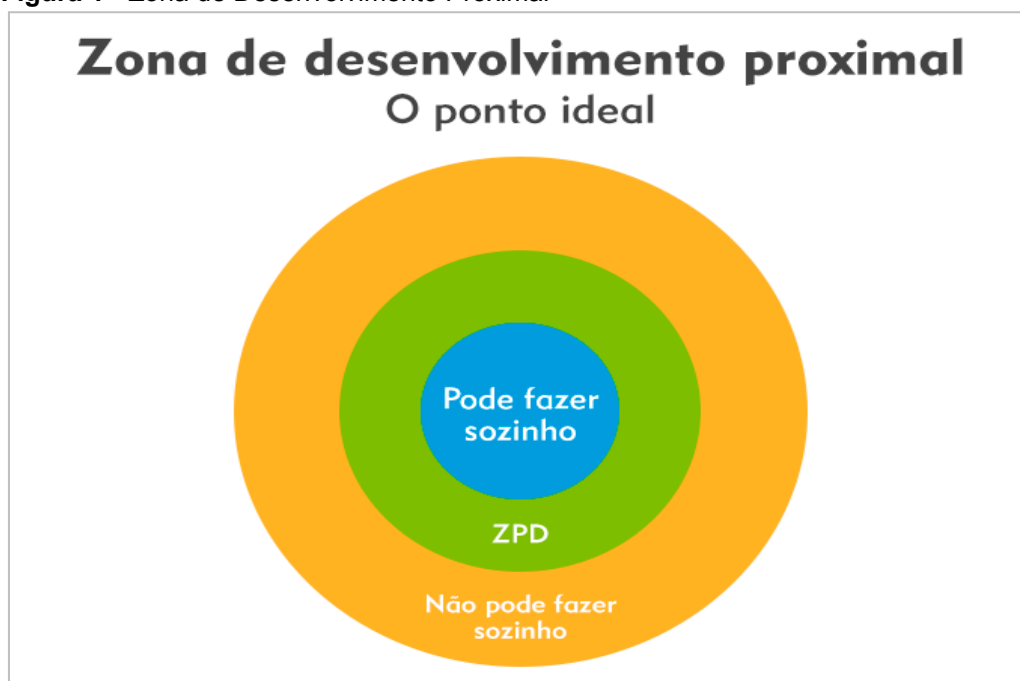 Zona de desenvolvimento proximal
O ponto ideal
Pode fazer
sozinho
ZPD
Não pode fazer
sozinho